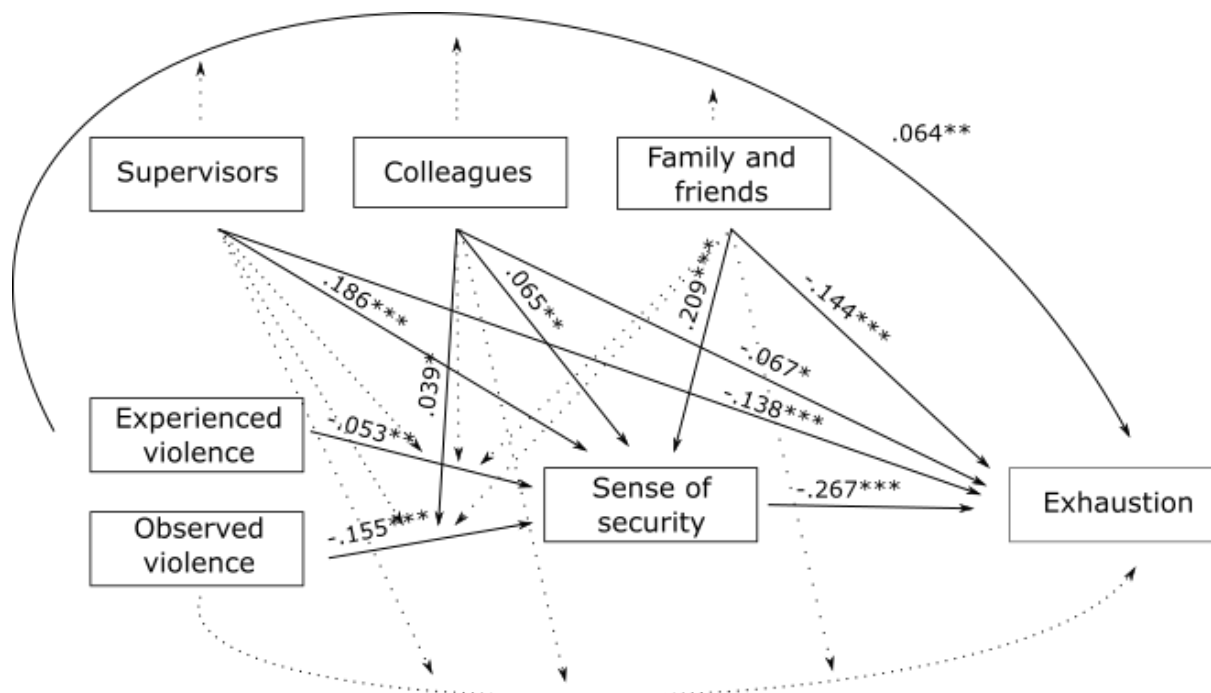 .064**
Supervisors
Colleagues
Family and
friends
.186***
.065**
.209***
-.144***
.039*
-.067*
-.138***
Experienced
violence
-.053**
Observed
violence
-.155***
Sense of
security
-.267***
Exhaustion